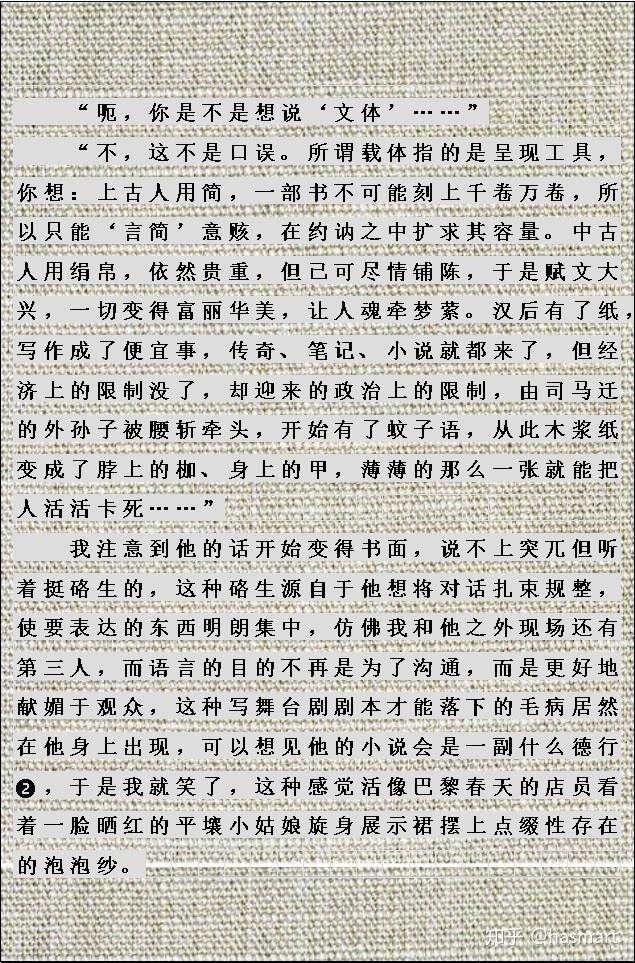 “呃，你是不是想说‘文体’……”
“不，这不是口误。所谓载体指的是呈现工具，
你想：上古人用简，一部书不可能刻上千卷万卷，所
以只能‘言简’意赅，在约讷之中扩求其容量。中古
人用绢帛，依然贵重，但已可尽情铺陈，于是赋文大
兴，一切变得富丽华美，让人魂牵梦萦。汉后有了纸，
写作成了便宜事，传奇、笔记、小说就都来了，但经
济上的限制没了，却迎来的政治上的限制，由司马迁
的外孙子被腰斩牵头，开始有了蚊子语，从此木浆纸
变成了脖上的枷、身上的甲，薄薄的那么一张就能把
人活活卡死……”
我注意到他的话开始变得书面，说不上突兀但听
着挺硌生的，这种硌生源自于他想将对话扎束规整，
使要表达的东西明朗集中，仿佛我和他之外现场还有
第三人，而语言的目的不再是为了沟通，而是更好地
献媚于观众，这种写舞台剧剧本才能落下的毛病居然
在他身上出现，可以想见他的小说会是一副什么德行
❷，于是我就笑了，这种感觉活像巴黎春天的店员看
着一脸晒红的平壤小姑娘旋身展示裙摆上点缀性存在
的泡泡纱。
知乎 @hasmart